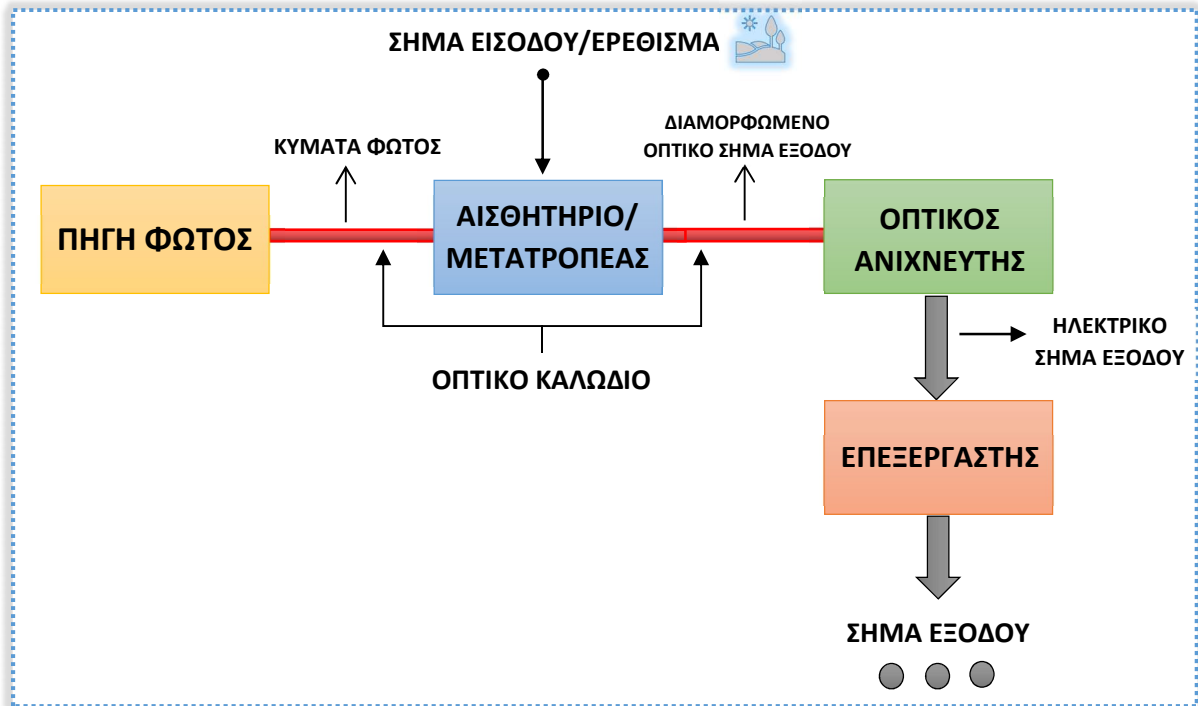 ΣΗΜΑ ΕΙΣΟΔΟΥ/ΕΡΕΘΙΣΜΑ
ΚΥΜΑΤΑ ΦΩΤΟΣ
ΔΙΑΜΟΡΦΩΜΕΝΟ
ΟΠΤΙΚΟ ΣΗΜΑ ΕΞΟΔΟΥ
ΠΗΓΗ ΦΩΤΟΣ
ΑΙΣΘΗΤΗΡΙΟ/
ΜΕΤΑΤΡΟΠΕΑΣ
ΟΠΤΙΚΟΣ
ΑΝΙΧΝΕΥΤΗΣ
ΟΠΤΙΚΟ ΚΑΛΩΔΙΟ
ΗΛΕΚΤΡΙΚΟ
ΣΗΜΑ ΕΞΟΔΟΥ
ΕΠΕΞΕΡΓΑΣΤΗΣ
ΣΗΜΑ ΕΞΟΔΟΥ